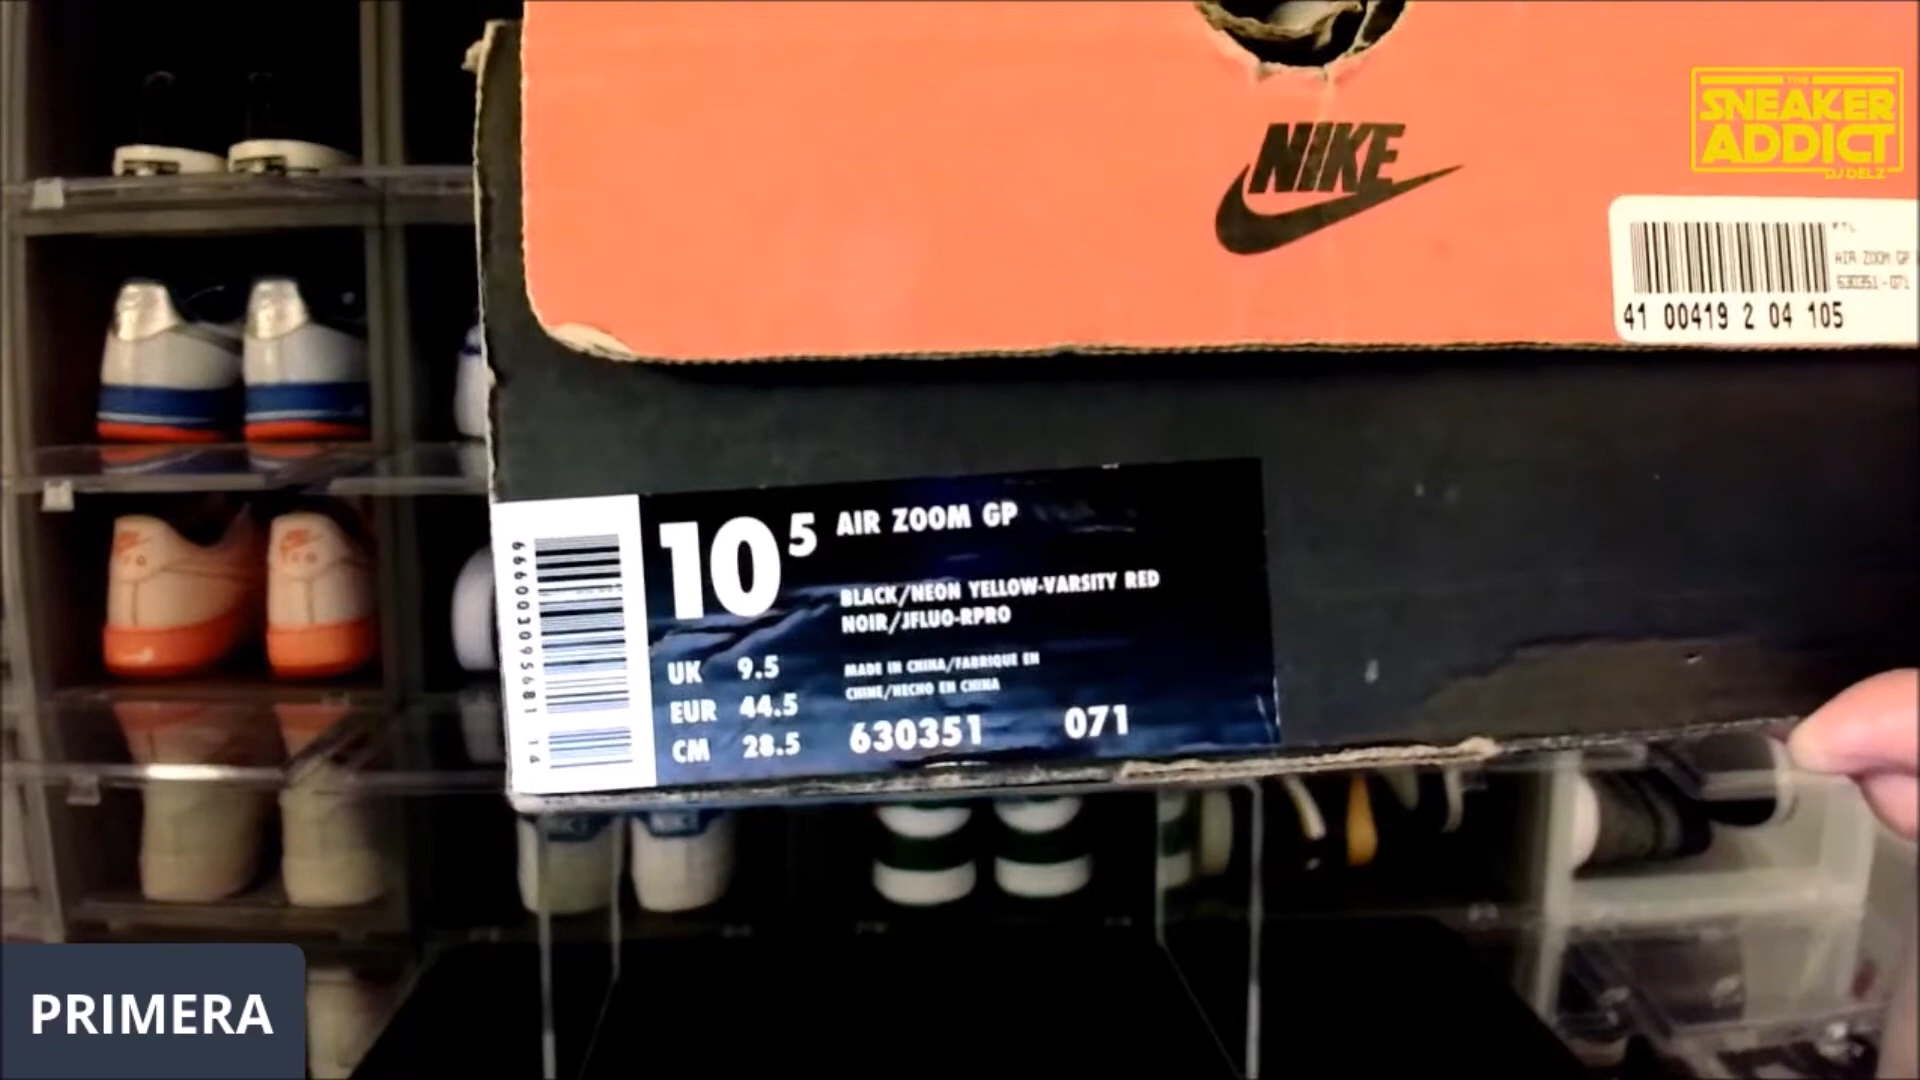 THE
SNEAKER
ADDICT
DJ DELZ
NIKE
AIR ZOOM GP
630351-071
41 00419 2 04 105
10 5 AIR ZOOM GP
BLACK/NEON YELLOW-VARSITY RED
NOIR/JFLUO-RPRO
UK 9.5
EUR 44.5
CM 28.5
MADE IN CHINA/FABRIQUE EN
CHINE/HECHO EN CHINA
630351 071
PRIMERA